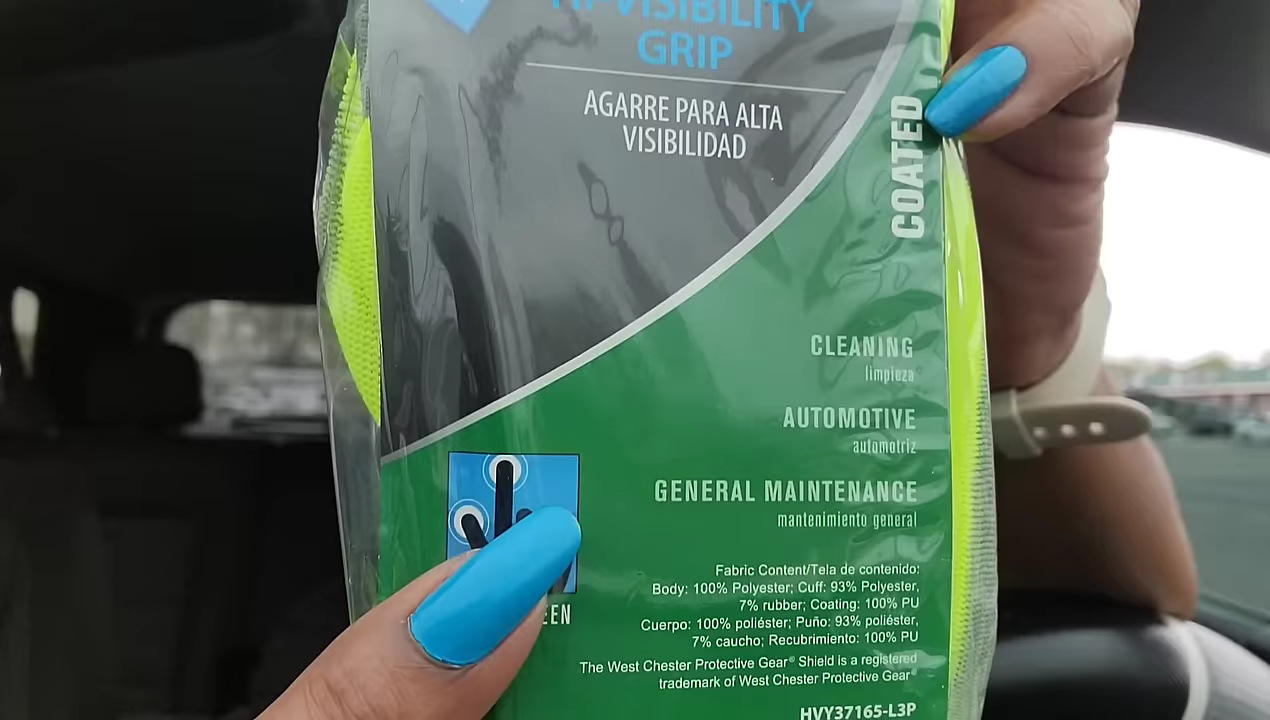 HI-VISIBILITY
GRIP
AGARRE PARA ALTA
VISIBILIDAD
COATED
CLEANING
limpieza
AUTOMOTIVE
automotriz
GENERAL MAINTENANCE
mantenimiento general
Fabric Content/Tela de contenido:
Body: 100% Polyester; Cuff: 93% Polyester,
7% rubber; Coating: 100% PU
Cuerpo: 100% poliéster; Puño: 93% poliéster,
7% caucho; Recubrimiento: 100% PU
The West Chester Protective Gear® Shield is a registered
trademark of West Chester Protective Gear®
HVY37165-L3P